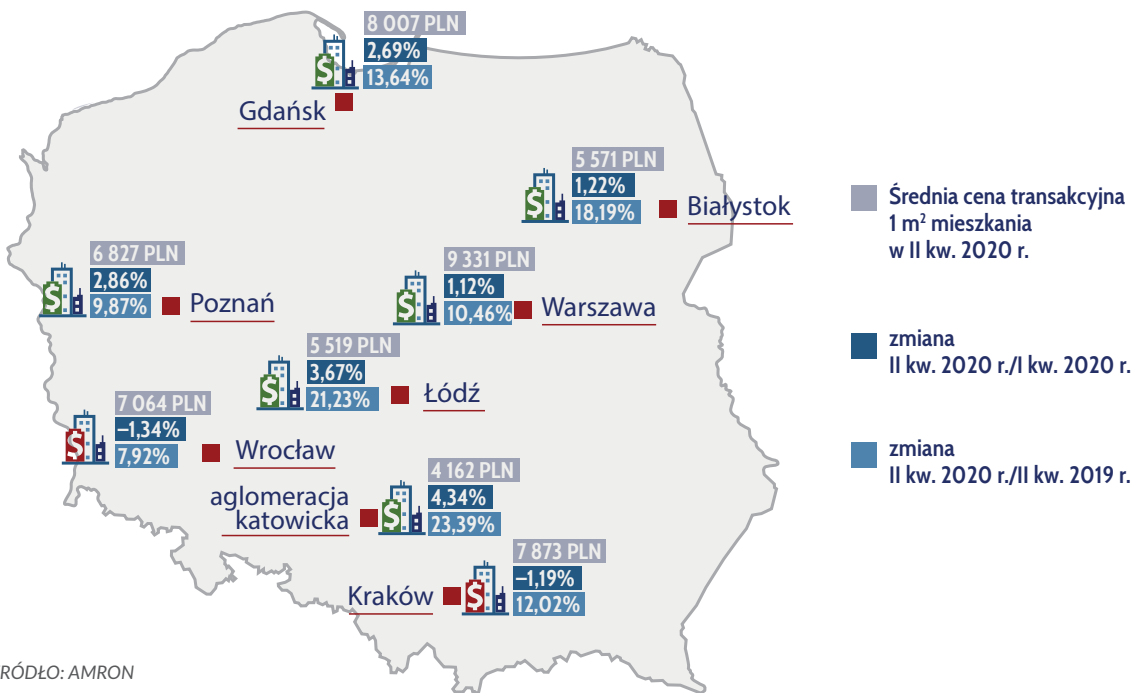 8 007 PLN
2,69%
13,64%
Gdańsk
5 571 PLN
1,22%
18,19%
Białystok
6 827 PLN
2,86%
9,87%
Poznań
9 331 PLN
1,12%
10,46%
Warszawa
5 519 PLN
3,67%
21,23%
Łódź
7 064 PLN
–1,34%
7,92%
Wrocław
4 162 PLN
4,34%
23,39%
aglomeracja
katowicka
7 873 PLN
–1,19%
12,02%
Kraków
Średnia cena transakcyjna
1 m² mieszkania
w II kw. 2020 r.
zmiana
II kw. 2020 r./I kw. 2020 r.
zmiana
II kw. 2020 r./II kw. 2019 r.
RÓDŁO: AMRON